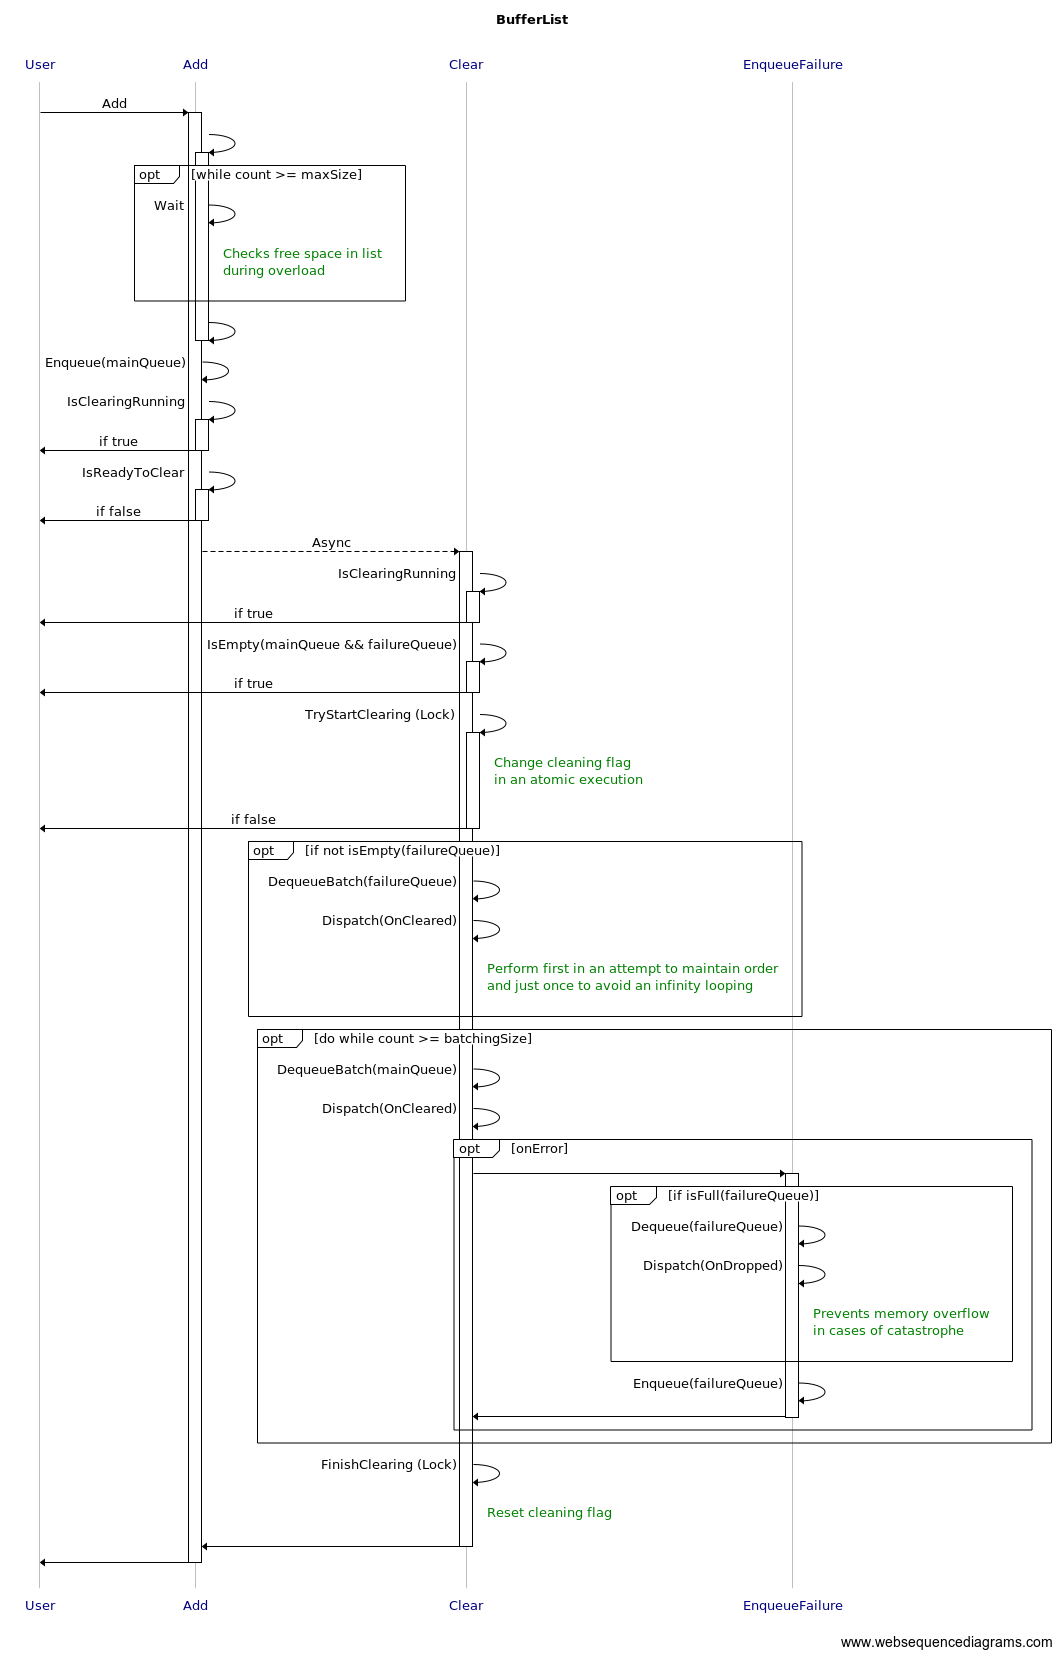 BufferList
User
Add
Clear
EnqueueFailure
Add
opt
[while count >= maxSize]
Wait
Checks free space in list
during overload
Enqueue(mainQueue)
IsClearingRunning
if true
IsReadyToClear
if false
Async
IsClearingRunning
if true
IsEmpty(mainQueue && failureQueue)
if true
TryStartClearing (Lock)
Change cleaning flag
in an atomic execution
if false
opt
[if not isEmpty(failureQueue)]
DequeueBatch(failureQueue)
Dispatch(OnCleared)
Perform first in an attempt to maintain order
and just once to avoid an infinity looping
opt
[do while count >= batchingSize]
DequeueBatch(mainQueue)
Dispatch(OnCleared)
opt
[onError]
opt
[if isFull(failureQueue)]
Dequeue(failureQueue)
Dispatch(OnDropped)
Prevents memory overflow
in cases of catastrophe
Enqueue(failureQueue)
FinishClearing (Lock)
Reset cleaning flag
User
Add
Clear
EnqueueFailure
www.websequencediagrams.com